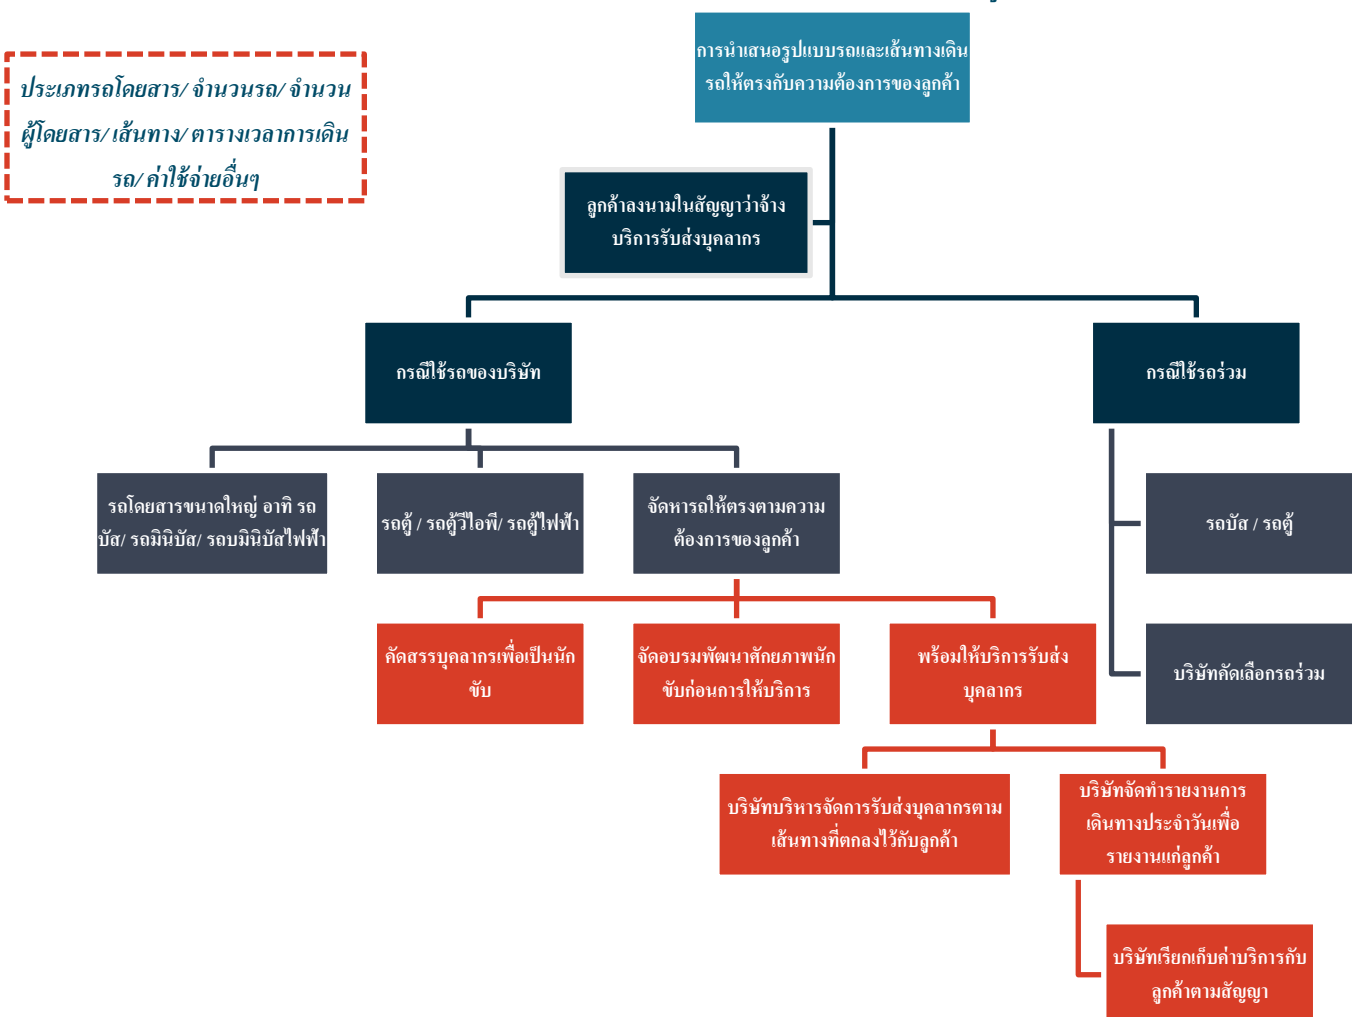 การนำเสนอรูปแบบรถและเส้นทางเดิน
รถให้ตรงกับความต้องการของลูกค้า
ประเภทรถโดยสาร/ จำนวนรถ/ จำนวน
ผู้โดยสาร/ เส้นทาง/ ตารางเวลาการเดิน
รถ/ ค่าใช้จ่ายอื่นๆ
ลูกค้าลงนามในสัญญาว่าจ้าง
บริการรับส่งบุคลากร
กรณีใช้รถของบริษัท
กรณีใช้รถร่วม
รถโดยสารขนาดใหญ่ อาทิ รถ
บัส/ รถมินิบัส/ รถบมินิบัสไฟฟ้า
รถตู้ / รถตู้วีไอพี/ รถตู้ไฟฟ้า
จัดหารถให้ตรงตามความ
ต้องการของลูกค้า
รถบัส / รถตู้
คัดสรรบุคลากรเพื่อเป็นนัก
ขับ
จัดอบรมพัฒนาศักยภาพนัก
ขับก่อนการให้บริการ
พร้อมให้บริการรับส่ง
บุคลากร
บริษัทคัดเลือกรถร่วม
บริษัทบริหารจัดการรับส่งบุคลากรตาม
เส้นทางที่ตกลงไว้กับลูกค้า
บริษัทจัดทำรายงานการ
เดินทางประจำวันเพื่อ
รายงานแก่ลูกค้า
บริษัทเรียกเก็บค่าบริการกับ
ลูกค้าตามสัญญา